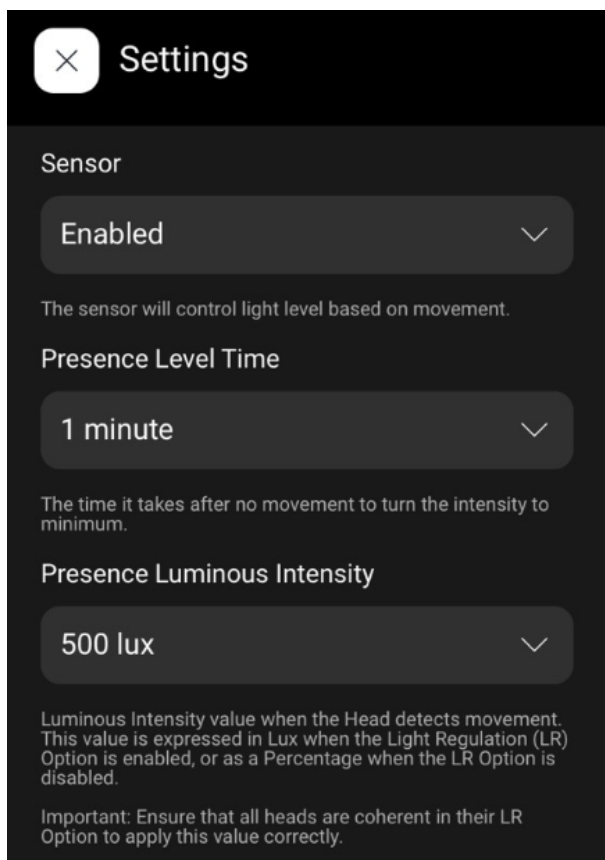 Settings
Sensor
Enabled
The sensor will control light level based on movement.
Presence Level Time
1 minute
The time it takes after no movement to turn the intensity to
minimum.
Presence Luminous Intensity
500 lux
Luminous Intensity value when the Head detects movement.
This value is expressed in Lux when the Light Regulation (LR)
Option is enabled, or as a Percentage when the LR Option is
disabled.
Important: Ensure that all heads are coherent in their LR
Option to apply this value correctly.